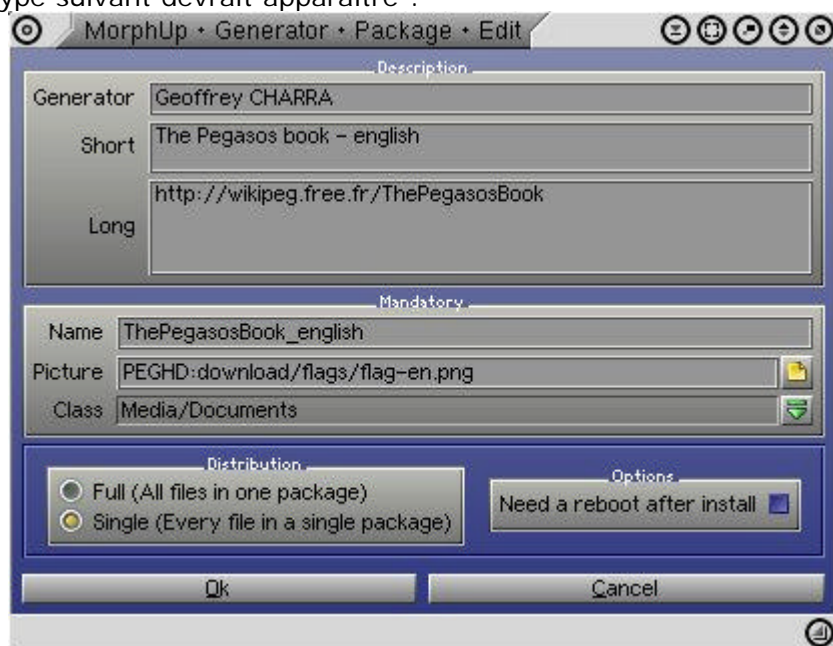 ype suivant devrait apparaître :
MorphUp • Generator • Package • Edit
Description
Generator Geoffrey CHARRA
Short The Pegasos book - english
Long http://wikipeg.free.fr/ThePegasosBook
Mandatory
Name ThePegasosBook_english
Picture PEGHD:download/flags/flag-en.png
Class Media/Documents
Distribution
Full (All files in one package)
Single (Every file in a single package)
Options
Need a reboot after install
Ok Cancel